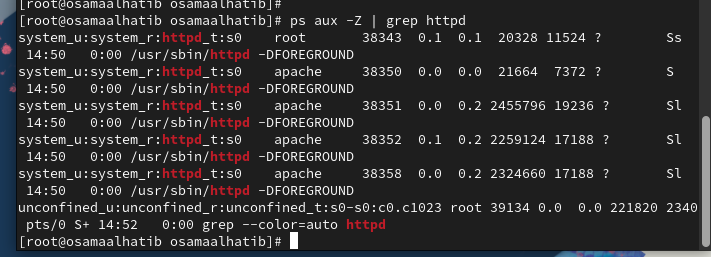 [root@osamaalhatib osamaalhatib]#
[root@osamaalhatib osamaalhatib]# ps aux -Z | grep httpd
system_u:system_r:httpd_t:s0    root       38343  0.1  0.1  20328 11524 ?        Ss
 14:50   0:00 /usr/sbin/httpd -DFOREGROUND
system_u:system_r:httpd_t:s0    apache     38350  0.0  0.0  21664  7372 ?        S
 14:50   0:00 /usr/sbin/httpd -DFOREGROUND
system_u:system_r:httpd_t:s0    apache     38351  0.0  0.2 2455796 19236 ?       Sl
 14:50   0:00 /usr/sbin/httpd -DFOREGROUND
system_u:system_r:httpd_t:s0    apache     38352  0.1  0.2 2259124 17188 ?       Sl
 14:50   0:00 /usr/sbin/httpd -DFOREGROUND
system_u:system_r:httpd_t:s0    apache     38358  0.0  0.2 2324660 17188 ?       Sl
 14:50   0:00 /usr/sbin/httpd -DFOREGROUND
unconfined_u:unconfined_r:unconfined_t:s0-s0:c0.c1023 root 39134 0.0  0.0 221820 2340
 pts/0 S+ 14:52   0:00 grep --color=auto httpd
[root@osamaalhatib osamaalhatib]#